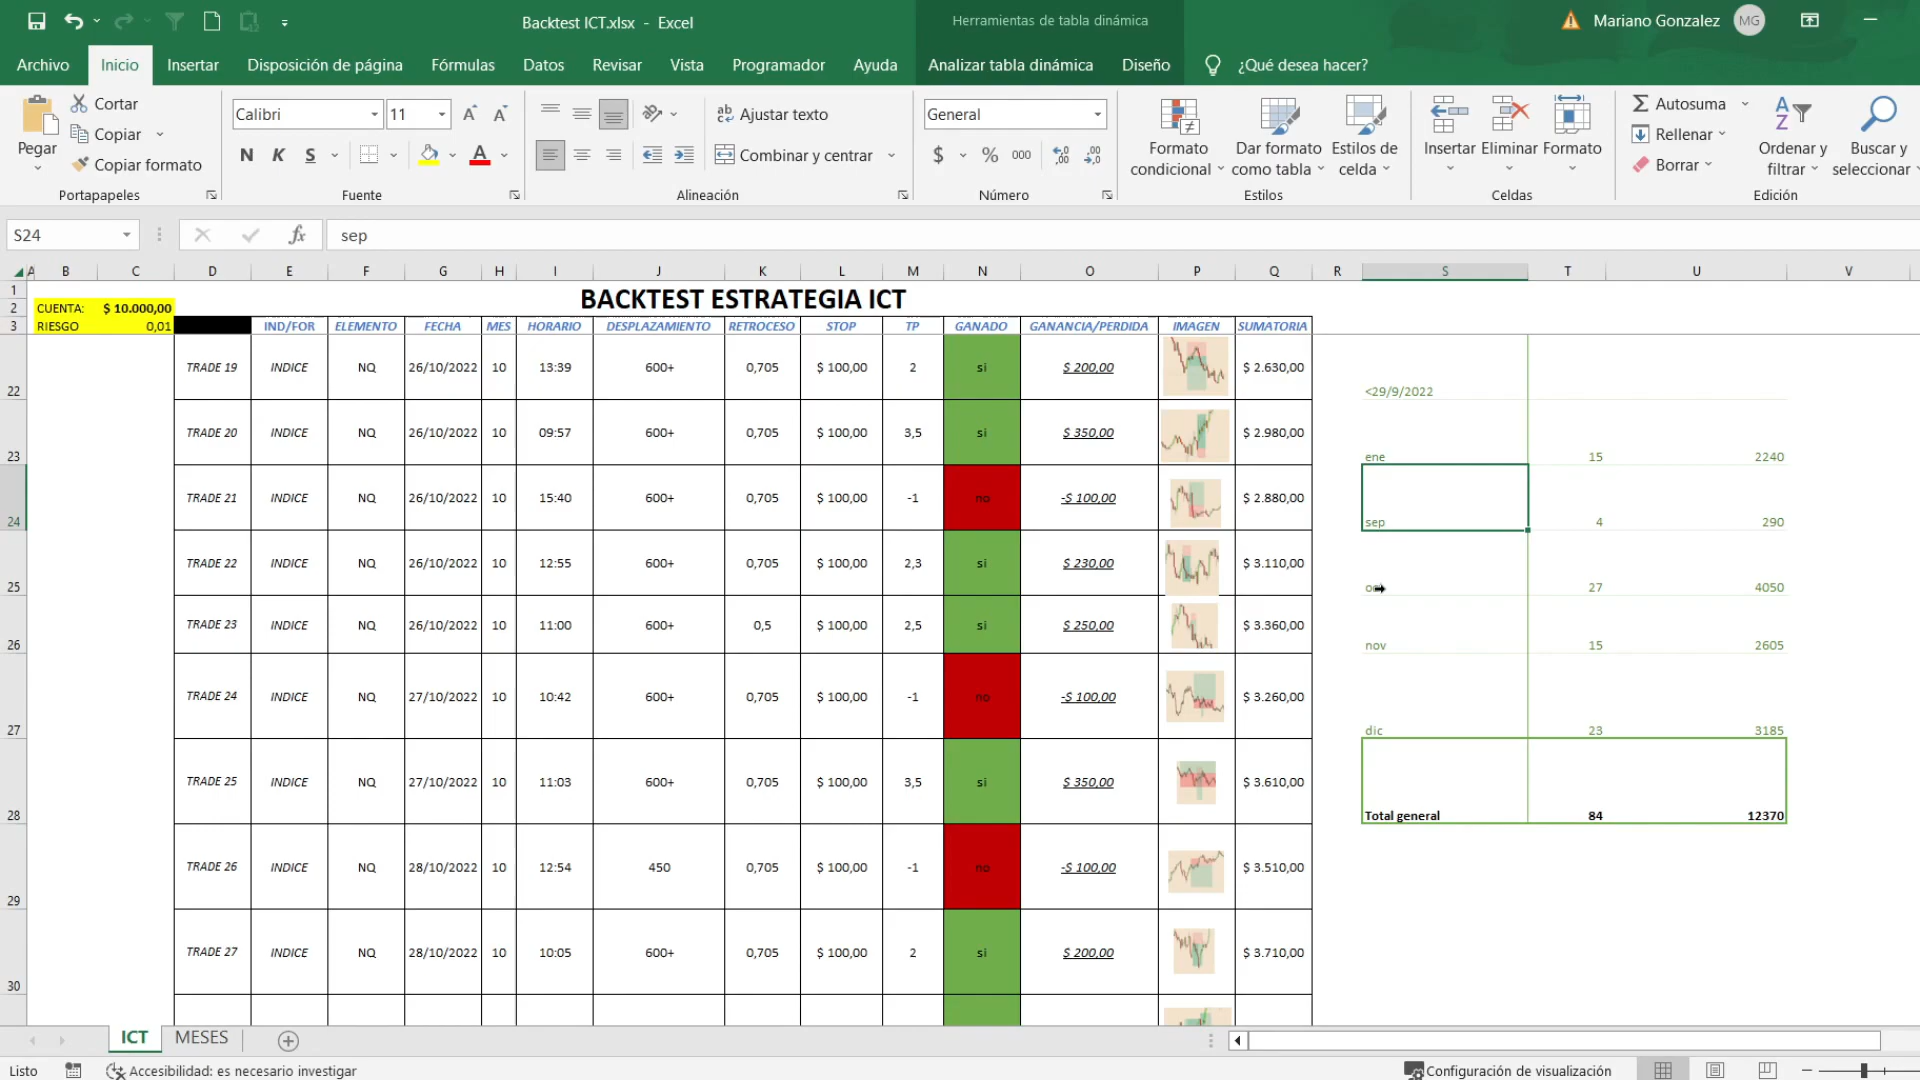 Backtest ICT.xlsx - Excel
Herramientas de tabla dinámica
Mariano Gonzalez MG
Archivo Inicio Insertar Disposición de página Fórmulas Datos Revisar Vista Programador Ayuda Analizar tabla dinámica Diseño ¿Qué desea hacer?
Pegar
Cortar
Copiar
Copiar formato
Portapapeles
Calibri 11
N K S
Fuente
Ajustar texto
Combinar y centrar
Alineación
General
$ % 000
Número
Formato condicional
Dar formato como tabla
Estilos de celda
Estilos
Insertar Eliminar Formato
Celdas
Autosuma
Rellenar
Borrar
Ordenar y filtrar
Buscar y seleccionar
Edición
S24 fx sep
A B C D E F G H I J K L M N O P Q R S T U V
1 BACKTEST ESTRATEGIA ICT
2 CUENTA: $ 10.000,00
3 RIESGO 0,01 IND/FOR ELEMENTO FECHA MES HORARIO DESPLAZAMIENTO RETROCESO STOP TP GANADO GANANCIA/PERDIDA IMAGEN SUMATORIA
22 TRADE 19 INDICE NQ 26/10/2022 10 13:39 600+ 0,705 $ 100,00 2 si $ 200,00 $ 2.630,00 <29/9/2022
23 TRADE 20 INDICE NQ 26/10/2022 10 09:57 600+ 0,705 $ 100,00 3,5 si $ 350,00 $ 2.980,00 ene 15 2240
24 TRADE 21 INDICE NQ 26/10/2022 10 15:40 600+ 0,705 $ 100,00 -1 no -$ 100,00 $ 2.880,00 sep 4 290
25 TRADE 22 INDICE NQ 26/10/2022 10 12:55 600+ 0,705 $ 100,00 2,3 si $ 230,00 $ 3.110,00 27 4050
26 TRADE 23 INDICE NQ 26/10/2022 10 11:00 600+ 0,5 $ 100,00 2,5 si $ 250,00 $ 3.360,00 nov 15 2605
27 TRADE 24 INDICE NQ 27/10/2022 10 10:42 600+ 0,705 $ 100,00 -1 no -$ 100,00 $ 3.260,00 dic 23 3185
28 TRADE 25 INDICE NQ 27/10/2022 10 11:03 600+ 0,705 $ 100,00 3,5 si $ 350,00 $ 3.610,00 Total general 84 12370
29 TRADE 26 INDICE NQ 28/10/2022 10 12:54 450 0,705 $ 100,00 -1 no -$ 100,00 $ 3.510,00
30 TRADE 27 INDICE NQ 28/10/2022 10 10:05 600+ 0,705 $ 100,00 2 si $ 200,00 $ 3.710,00
ICT MESES
Listo Accesibilidad: es necesario investigar Configuración de visualización